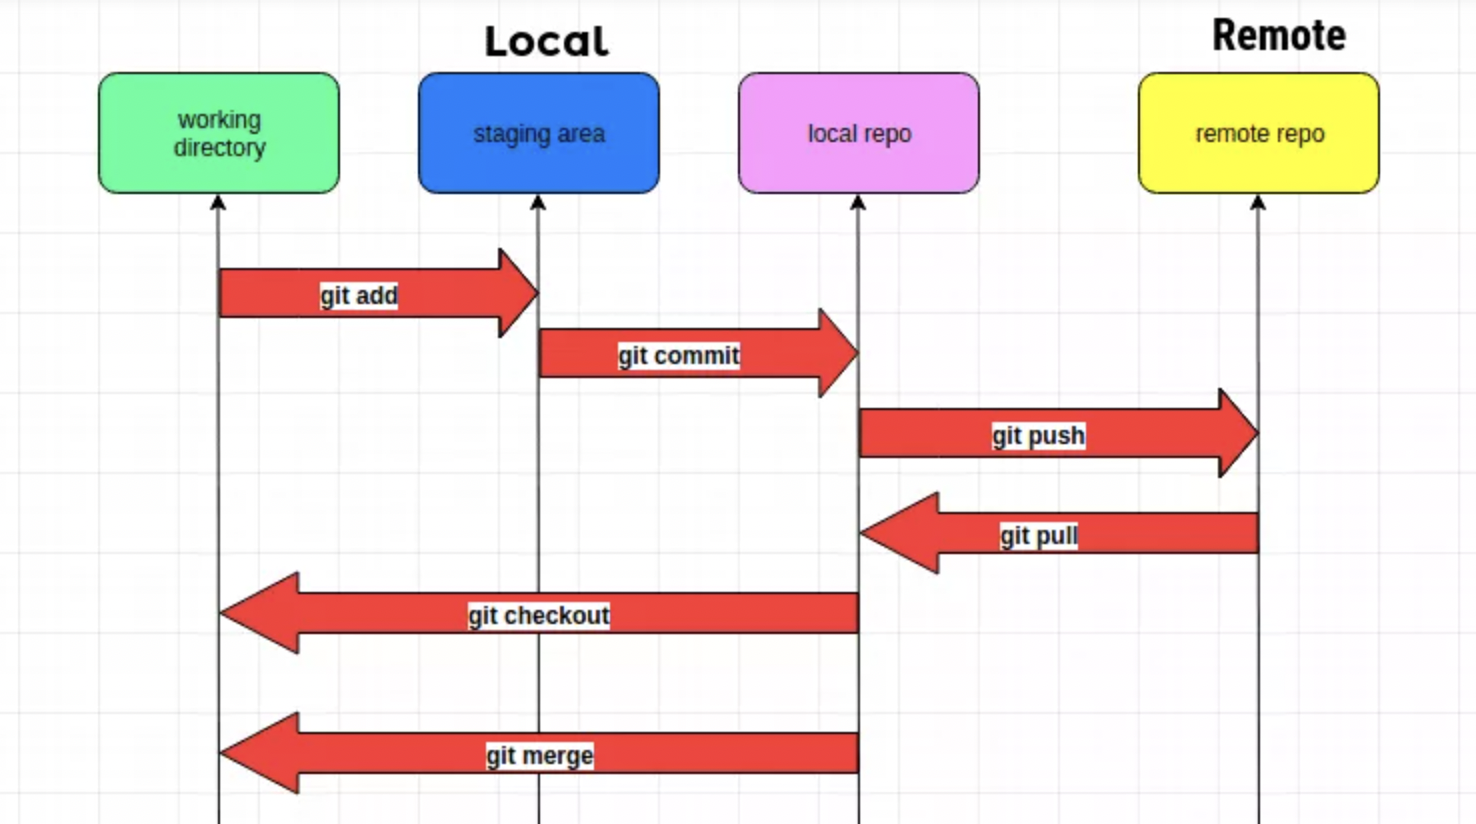 Local
Remote
working
directory
staging area
local repo
remote repo
git add
git commit
git push
git pull
git checkout
git merge